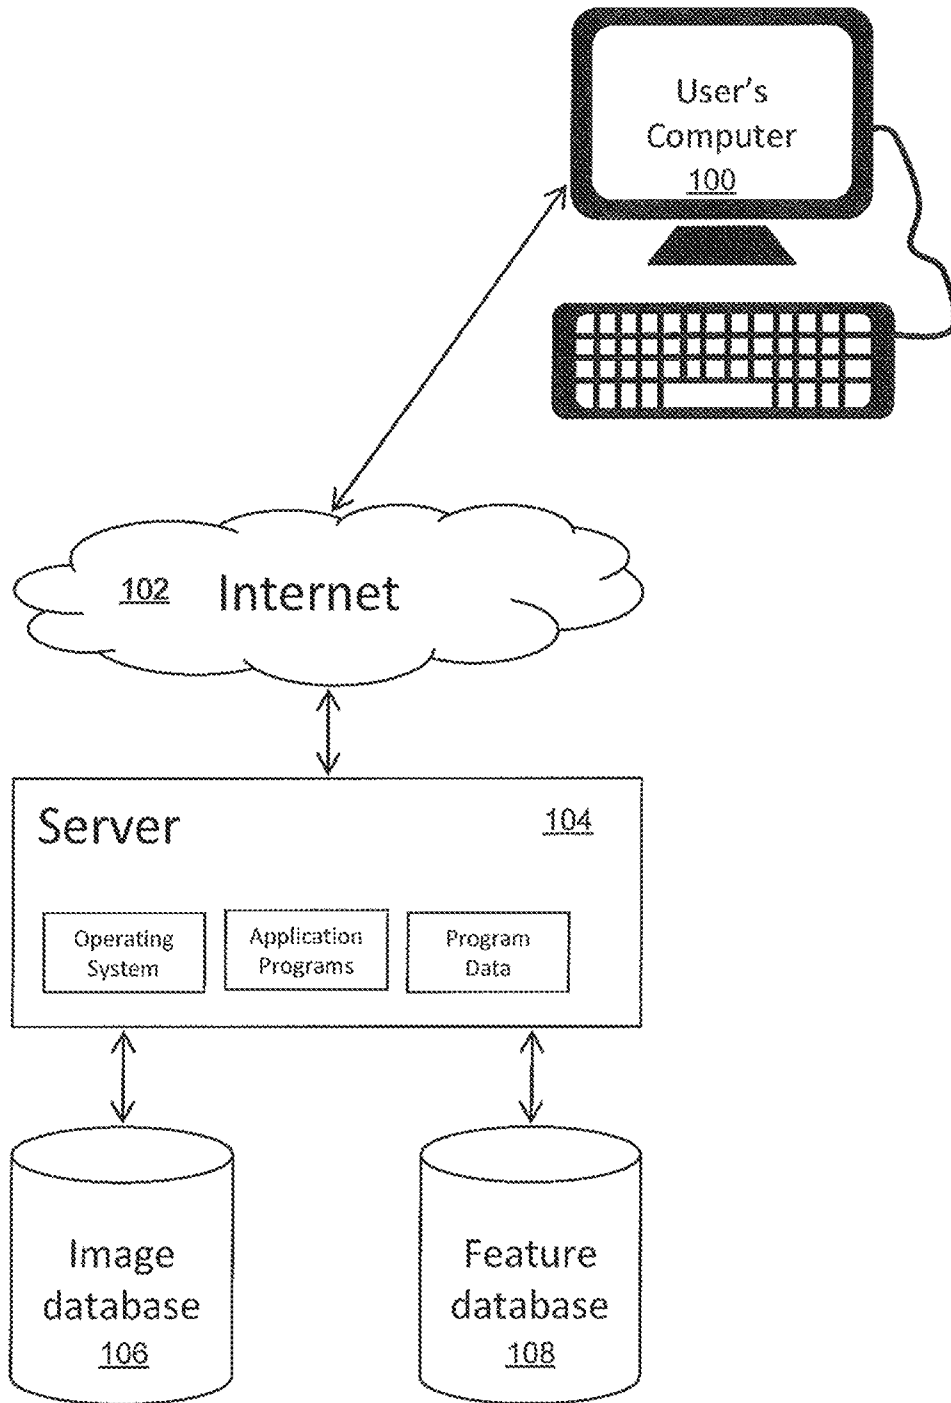 User's
Computer
100
102 Internet
Server 104
Operating
System
Application
Programs
Program
Data
Image
database
106
Feature
database
108